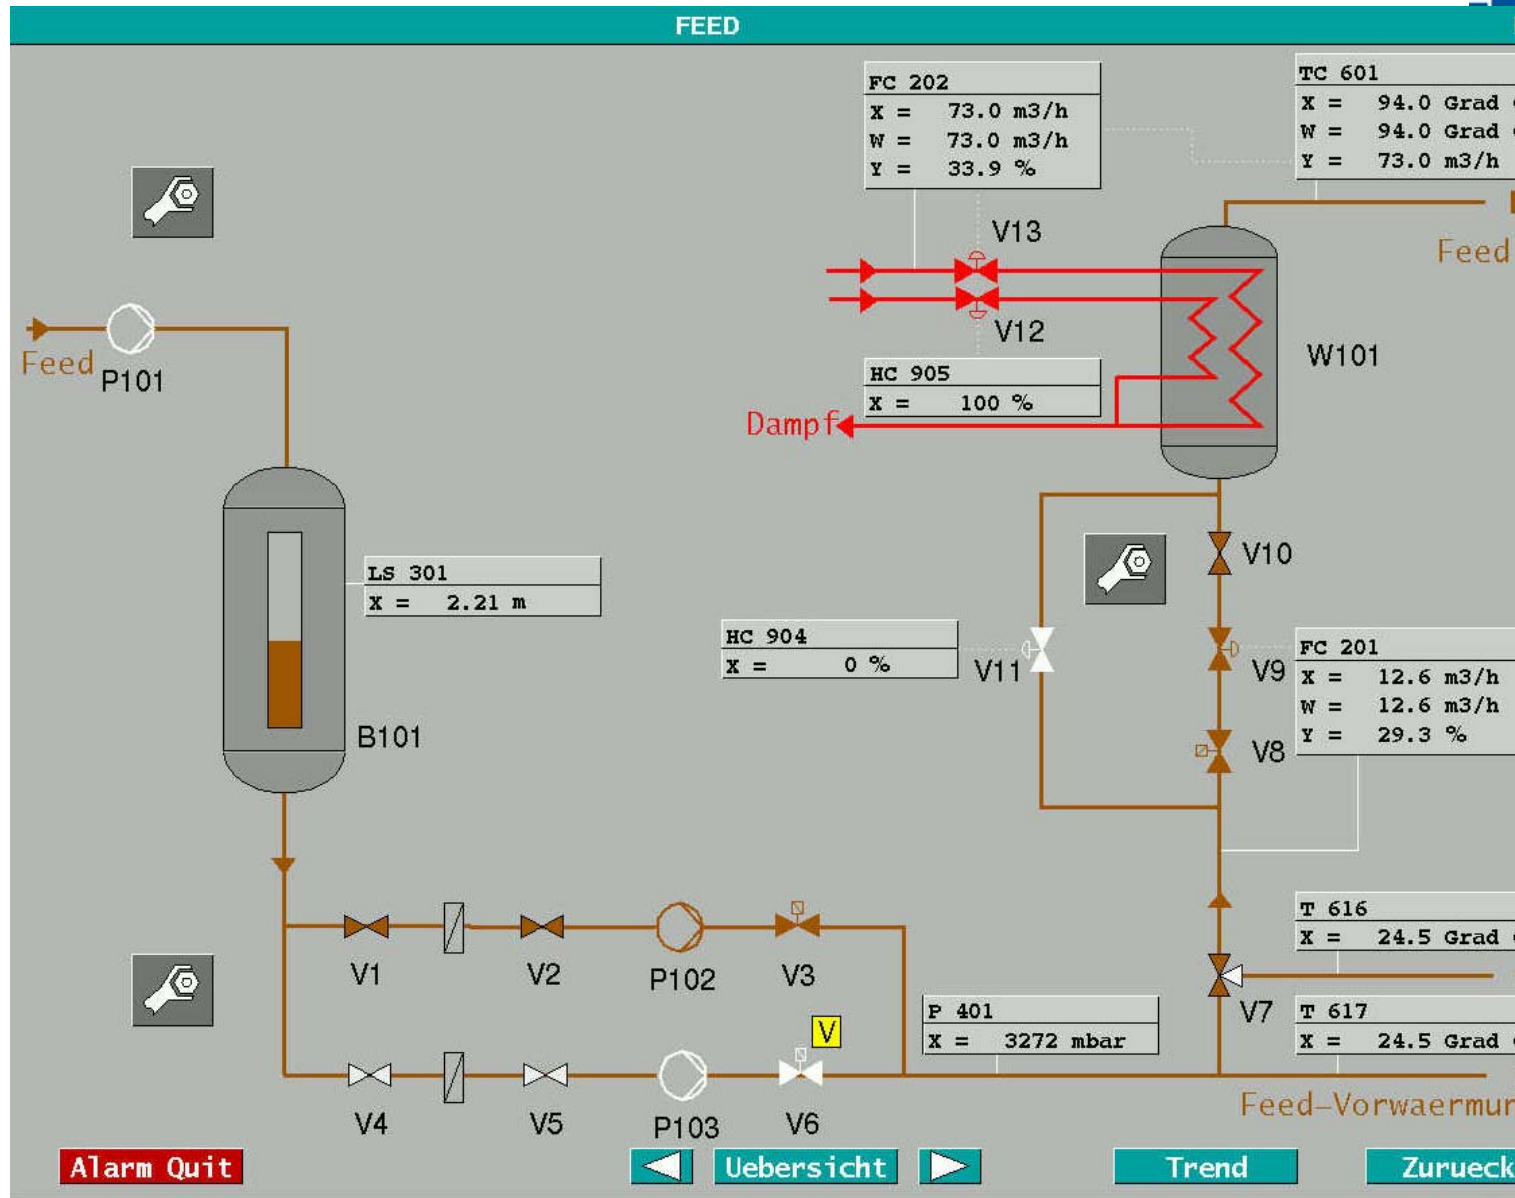 FEED
FC 202
X = 73.0 m3/h
W = 73.0 m3/h
Y = 33.9 %
TC 601
X = 94.0 Grad
W = 94.0 Grad
Y = 73.0 m3/h
V13
Feed
V12
Feed
P101
W101
HC 905
X = 100 %
Dampf
V10
LS 301
X = 2.21 m
HC 904
X = 0 %
V11
V9
FC 201
X = 12.6 m3/h
W = 12.6 m3/h
Y = 29.3 %
B101
V8
T 616
X = 24.5 Grad
V1
V2
P102
V3
V7
P 401
X = 3272 mbar
T 617
X = 24.5 Grad
V
V4
V5
P103
V6
Feed-Vorwaermur
Alarm Quit
Uebersicht
Trend
Zurueck